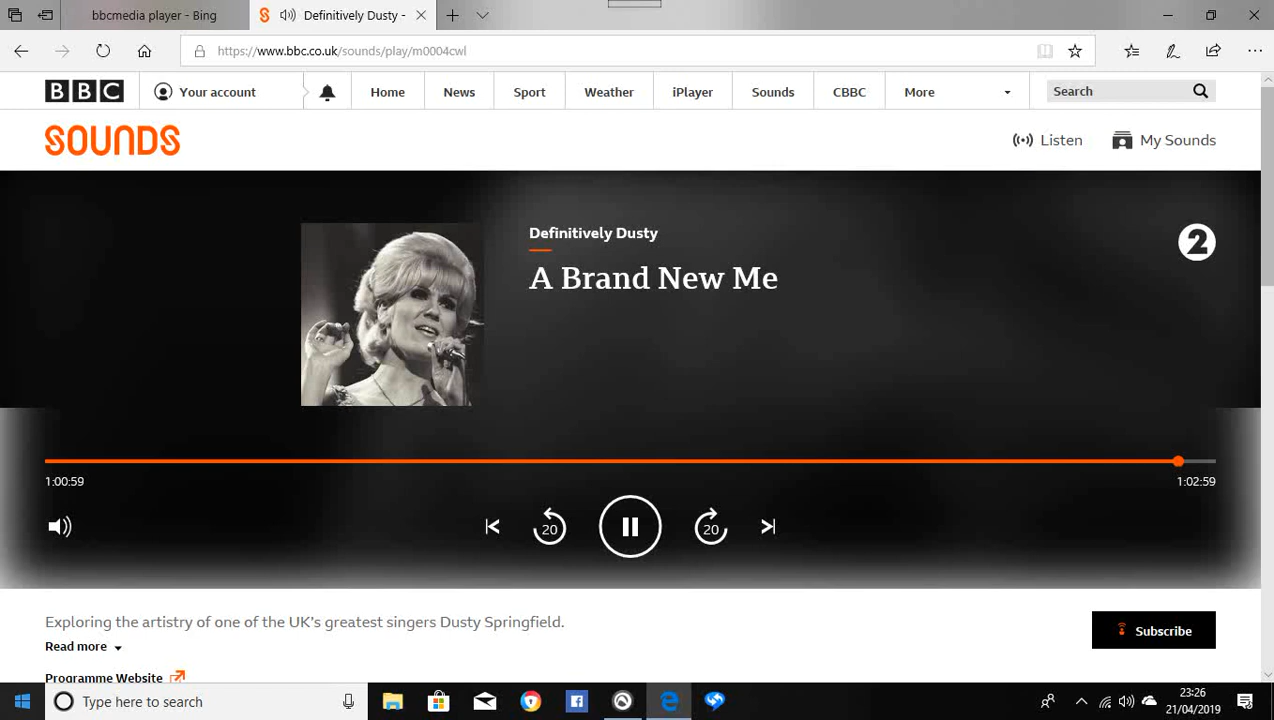 bbcmedia player - Bing
Definitively Dusty -
https://www.bbc.co.uk/sounds/play/m0004cwl
BBC
Your account
Home
News
Sport
Weather
iPlayer
Sounds
CBBC
More
Search
SOUNDS
Listen
My Sounds
Definitively Dusty
2
A Brand New Me
1:00:59
1:02:59
20
20
Exploring the artistry of one of the UK's greatest singers Dusty Springfield.
Subscribe
Read more
Programme Website
Type here to search
23:26
21/04/2019